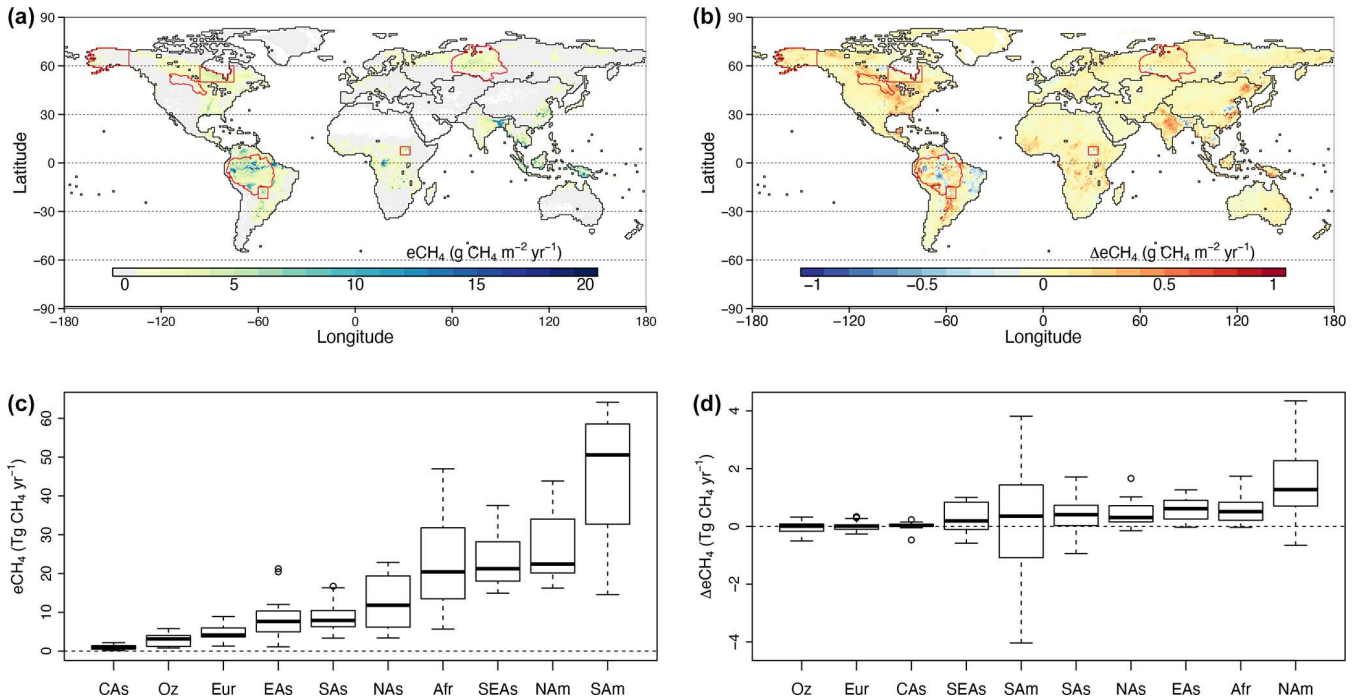 (a)
90
60
30
0
−30
−60
−90
Latitude
eCH₄ (g CH₄ m⁻² yr⁻¹)
0 5 10 15 20
−180 −120 −60 0 60 120 180
Longitude
(b)
90
60
30
0
−30
−60
−90
Latitude
ΔeCH₄ (g CH₄ m⁻² yr⁻¹)
−1 −0.5 0 0.5 1
−180 −120 −60 0 60 120 180
Longitude
(c)
60
50
40
30
20
10
0
eCH₄ (Tg CH₄ yr⁻¹)
CAs Oz Eur EAs SAs NAs Afr SEAs NAm SAm
(d)
4
2
0
−2
−4
ΔeCH₄ (Tg CH₄ yr⁻¹)
Oz Eur CAs SEAs SAm SAs NAs EAs Afr NAm